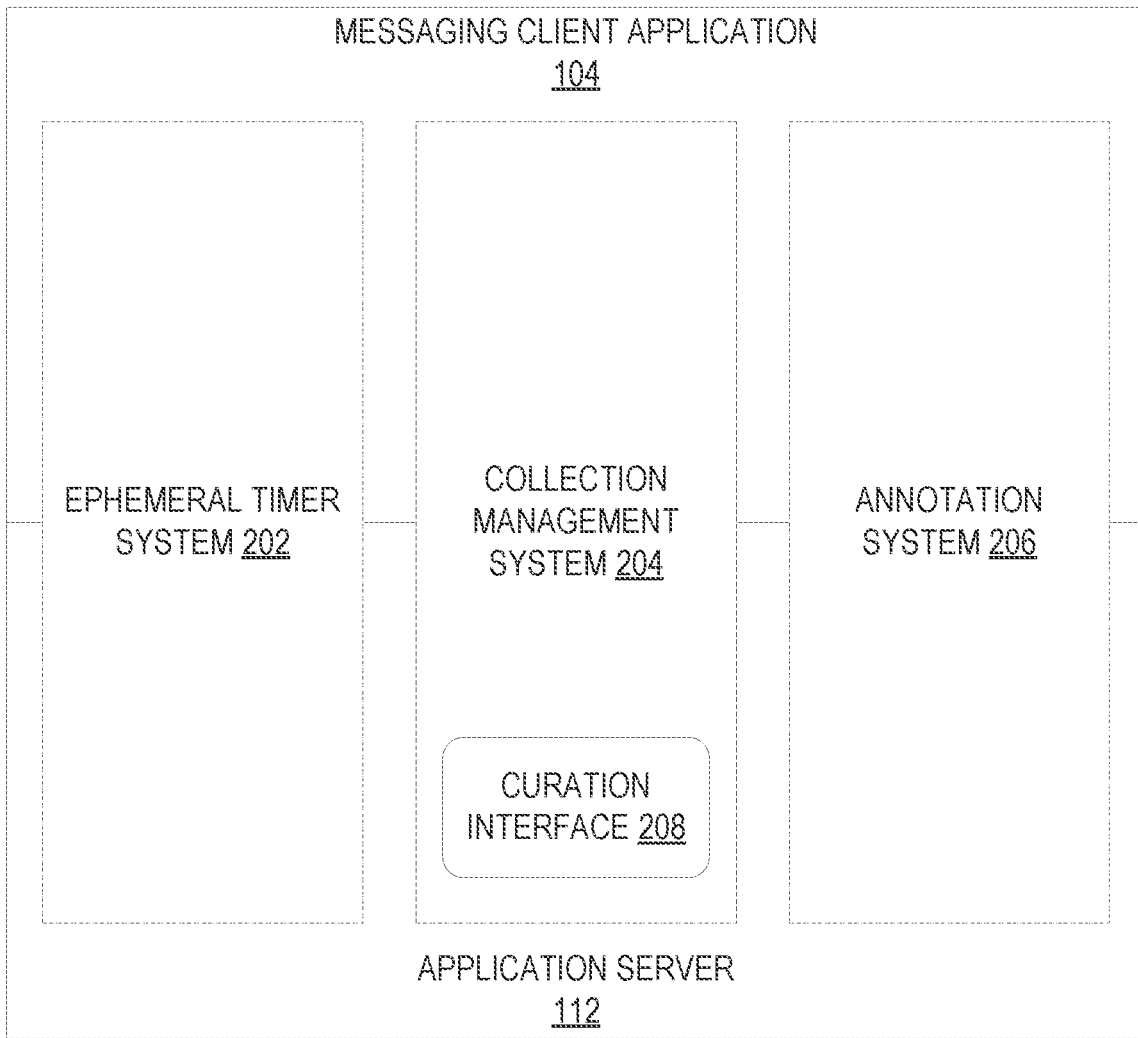 MESSAGING CLIENT APPLICATION
104
EPHEMERAL TIMER
SYSTEM 202
COLLECTION
MANAGEMENT
SYSTEM 204
ANNOTATION
SYSTEM 206
CURATION
INTERFACE 208
APPLICATION SERVER
112